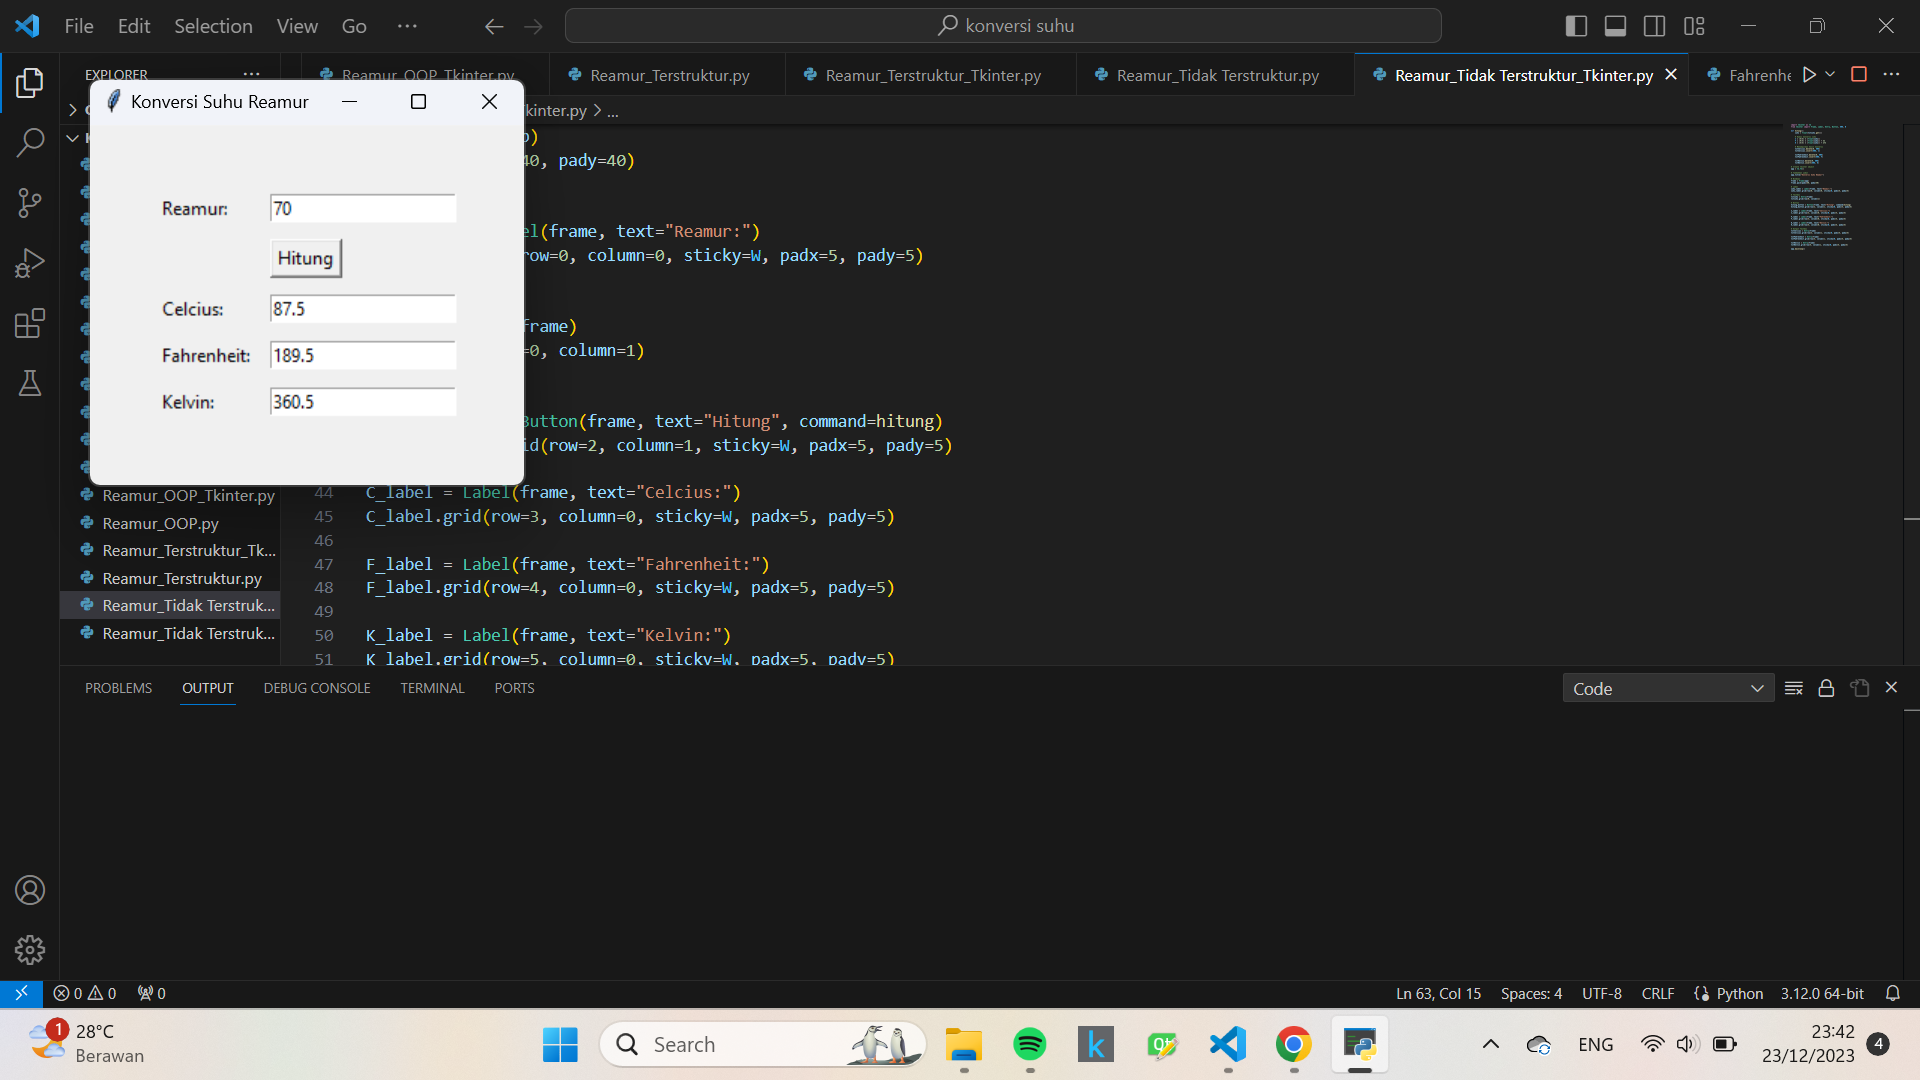 File Edit Selection View Go ...
konversi suhu
EXPLORER ...
Reamur_OOP_Tkinter.py
Reamur_Terstruktur.py
Reamur_Terstruktur_Tkinter.py
Reamur_Tidak Terstruktur.py
Reamur_Tidak Terstruktur_Tkinter.py
Fahrenhe
kinter.py > ...
Konversi Suhu Reamur
Reamur: 70
Hitung
Celcius: 87.5
Fahrenheit: 189.5
Kelvin: 360.5
40, pady=40)
el(frame, text="Reamur:")
row=0, column=0, sticky=W, padx=5, pady=5)
frame)
=0, column=1)
Button(frame, text="Hitung", command=hitung)
id(row=2, column=1, sticky=W, padx=5, pady=5)
44 C_label = Label(frame, text="Celcius:")
45 C_label.grid(row=3, column=0, sticky=W, padx=5, pady=5)
46
47 F_label = Label(frame, text="Fahrenheit:")
48 F_label.grid(row=4, column=0, sticky=W, padx=5, pady=5)
49
50 K_label = Label(frame, text="Kelvin:")
51 K_label.grid(row=5, column=0, sticky=W, padx=5, pady=5)
Reamur_OOP_Tkinter.py
Reamur_OOP.py
Reamur_Terstruktur_Tk...
Reamur_Terstruktur.py
Reamur_Tidak Terstruk...
Reamur_Tidak Terstruk...
PROBLEMS OUTPUT DEBUG CONSOLE TERMINAL PORTS
Code
0 0 0
Ln 63, Col 15 Spaces: 4 UTF-8 CRLF Python 3.12.0 64-bit
1
28°C
Berawan
Search
k
Qt
ENG
23:42
23/12/2023
4